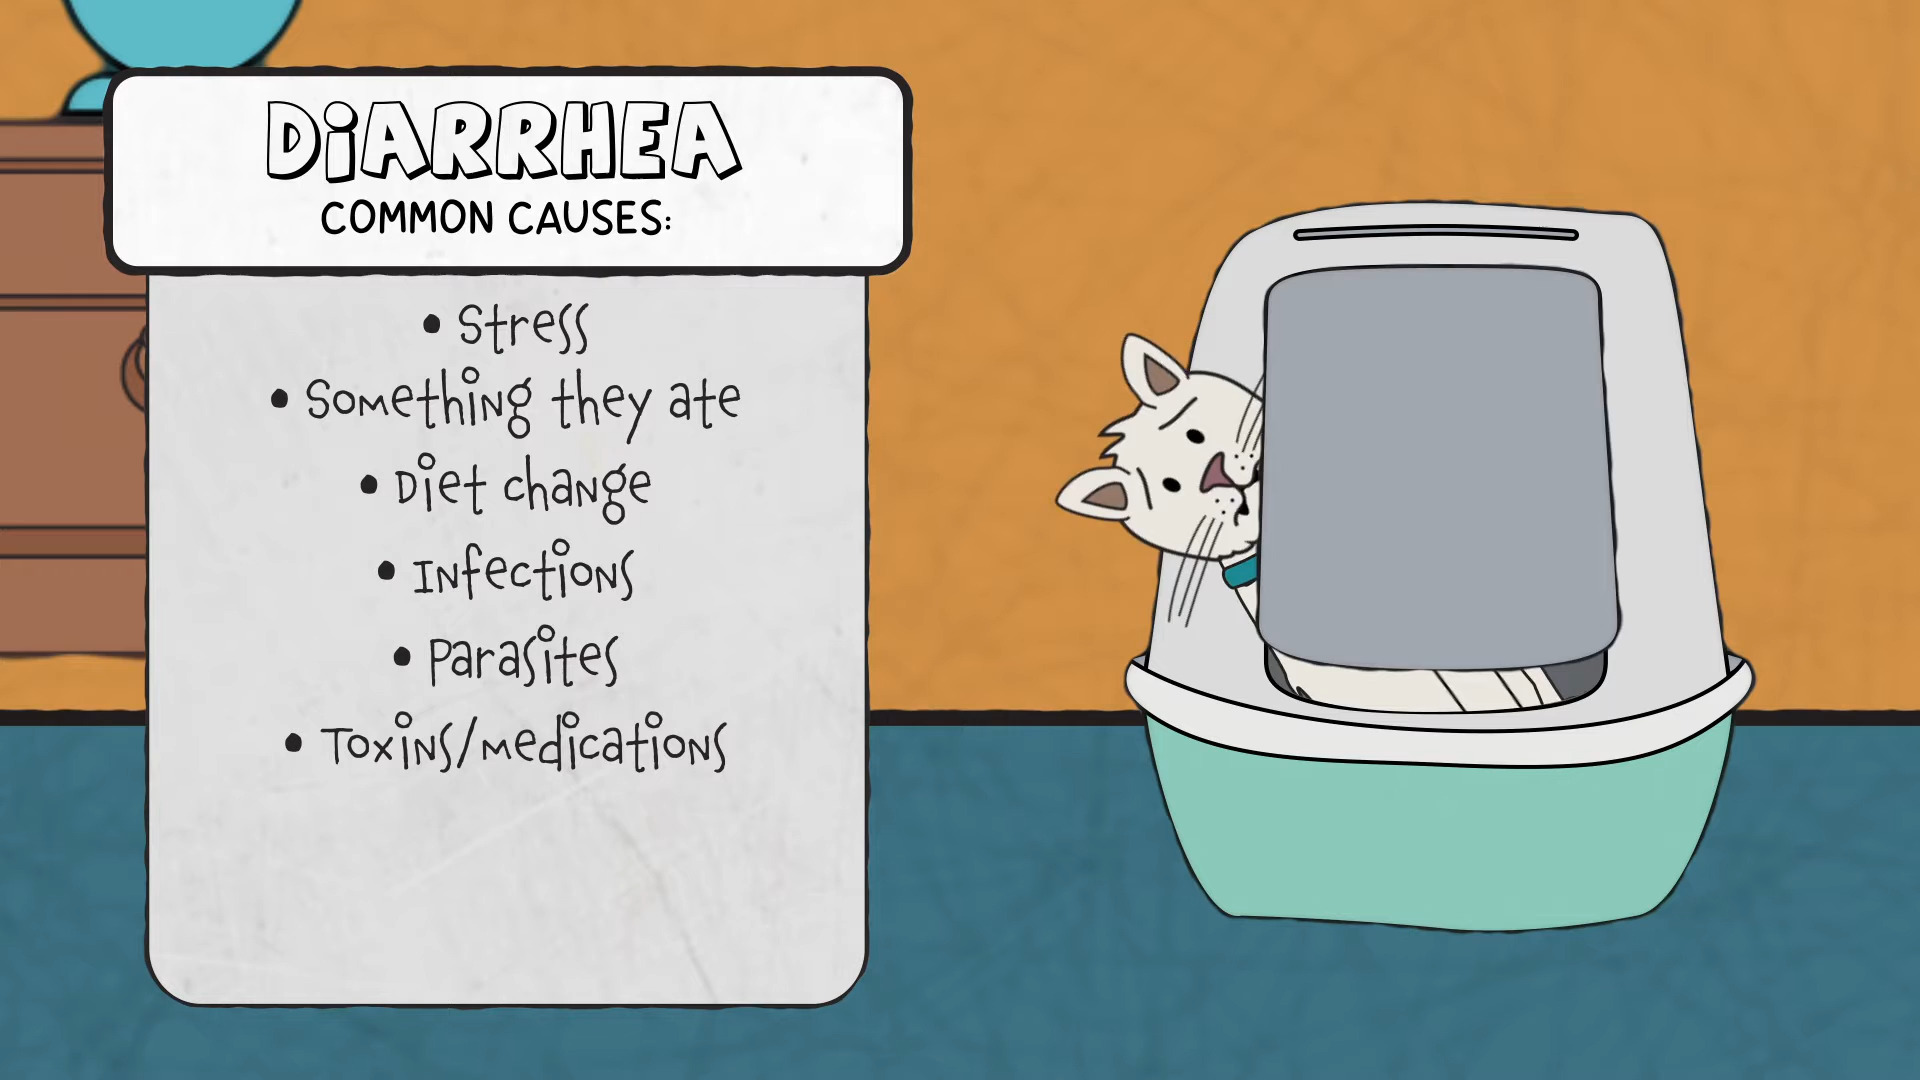 DiARRHEA
COMMON CAUSES:
• Stress
• Something they ate
• Diet change
• Infections
• Parasites
• Toxins/medications